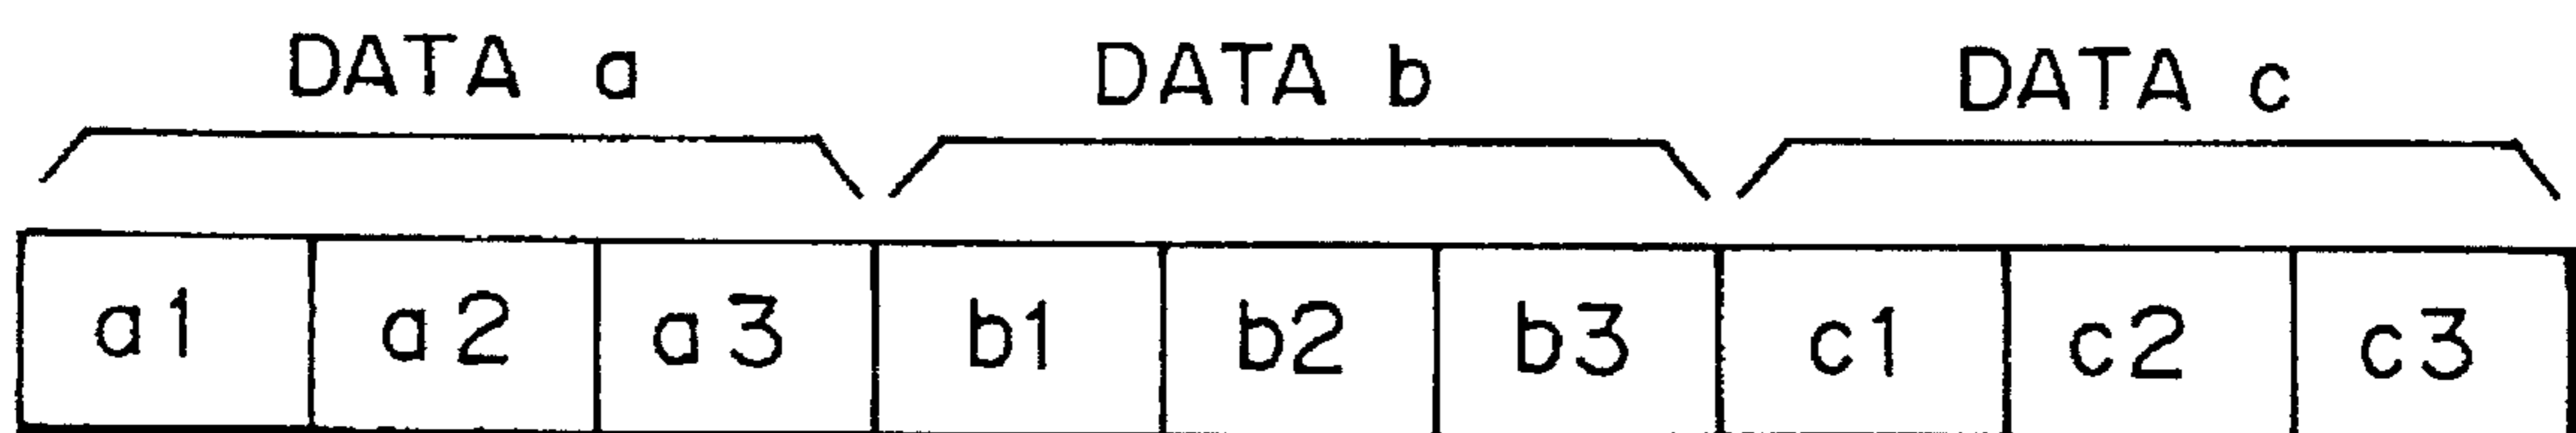 DATA a DATA b DATA c
a1 a2 a3 b1 b2 b3 c1 c2 c3